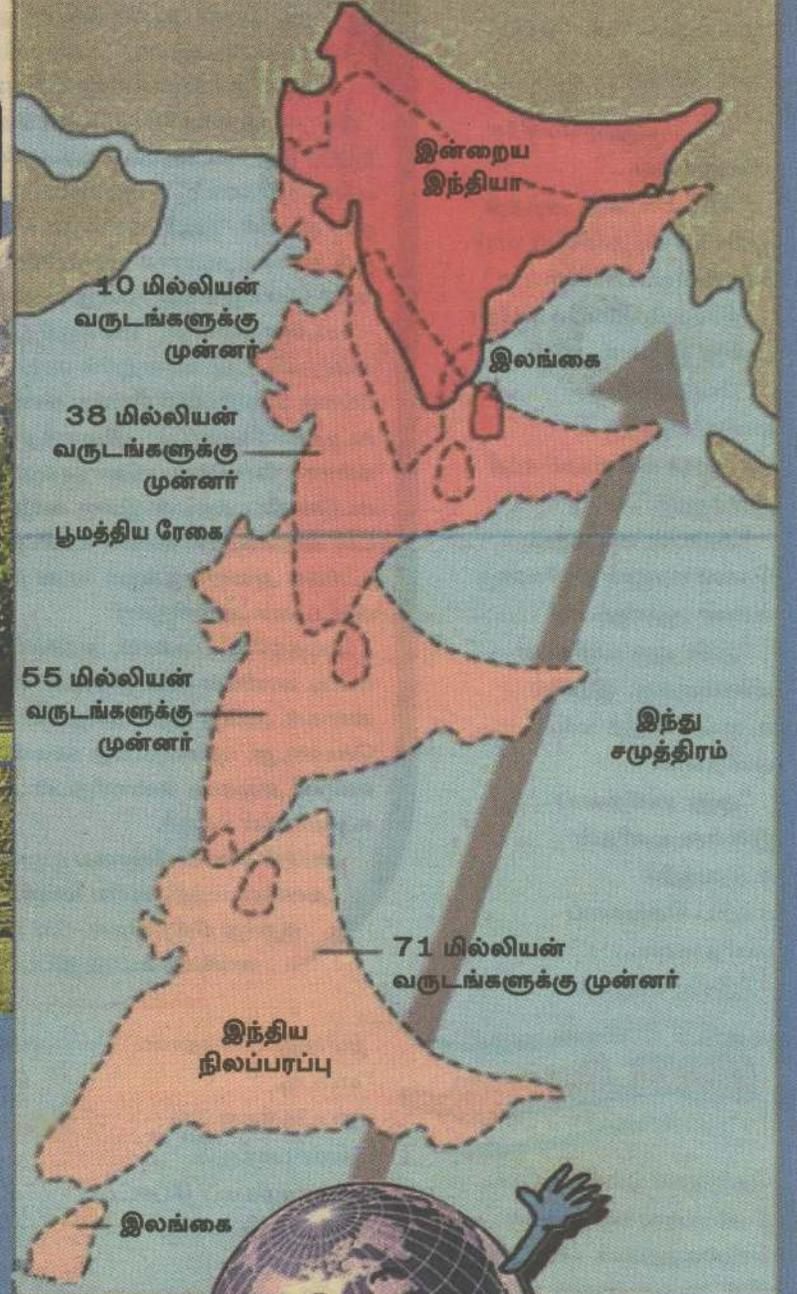 இன்றைய
இந்தியா
10 மில்லியன்
வருடங்களுக்கு
முன்னர்
இலங்கை
38 மில்லியன்
வருடங்களுக்கு
முன்னர்
பூமத்திய ரேகை
55 மில்லியன்
வருடங்களுக்கு
முன்னர்
இந்து
சமுத்திரம்
71 மில்லியன்
வருடங்களுக்கு முன்னர்
இந்திய
நிலப்பரப்பு
இலங்கை